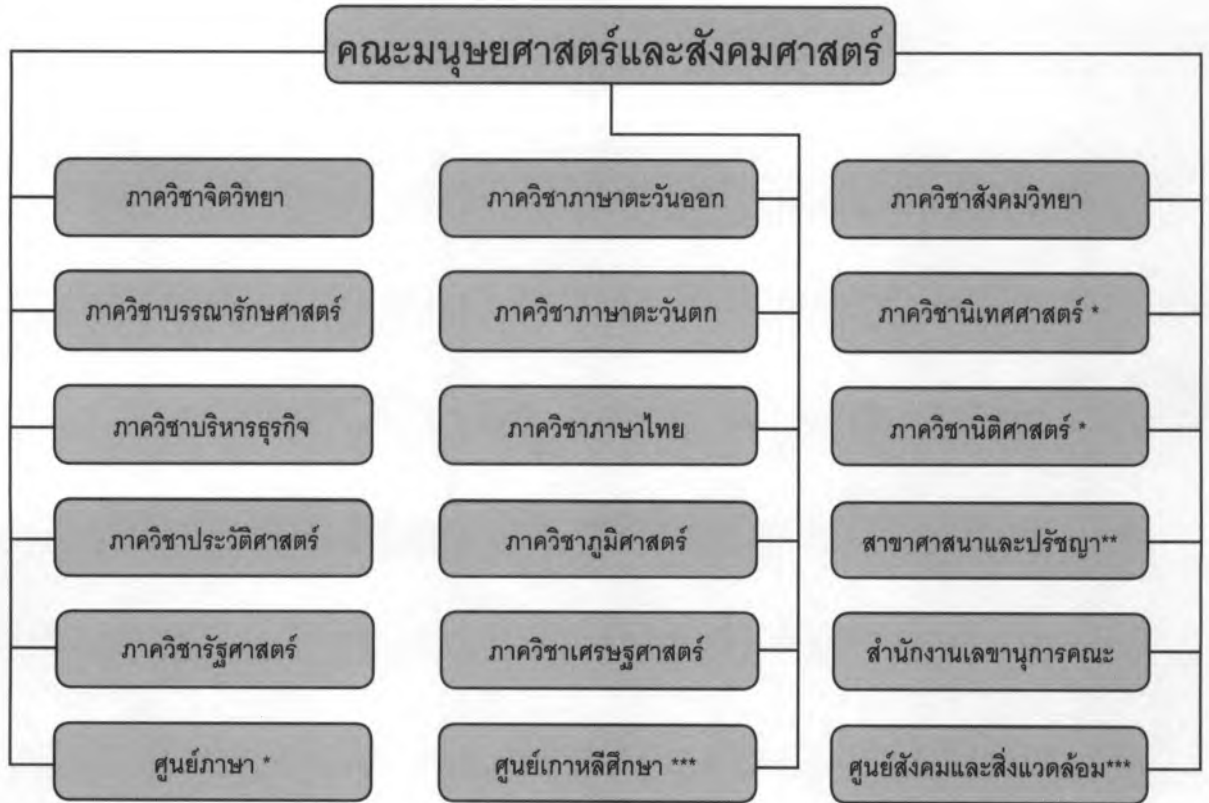 คณะมนุษยศาสตร์และสังคมศาสตร์
ภาควิชาจิตวิทยา
ภาควิชาภาษาตะวันออก
ภาควิชาสังคมวิทยา
ภาควิชาบรรณารักษศาสตร์
ภาควิชาภาษาตะวันตก
ภาควิชานิเทศศาสตร์ *
ภาควิชาบริหารธุรกิจ
ภาควิชาภาษาไทย
ภาควิชานิติศาสตร์ *
ภาควิชาประวัติศาสตร์
ภาควิชาภูมิศาสตร์
สาขาศาสนาและปรัชญา**
ภาควิชารัฐศาสตร์
ภาควิชาเศรษฐศาสตร์
สำนักงานเลขานุการคณะ
ศูนย์ภาษา *
ศูนย์เกาหลีศึกษา ***
ศูนย์สังคมและสิ่งแวดล้อม***